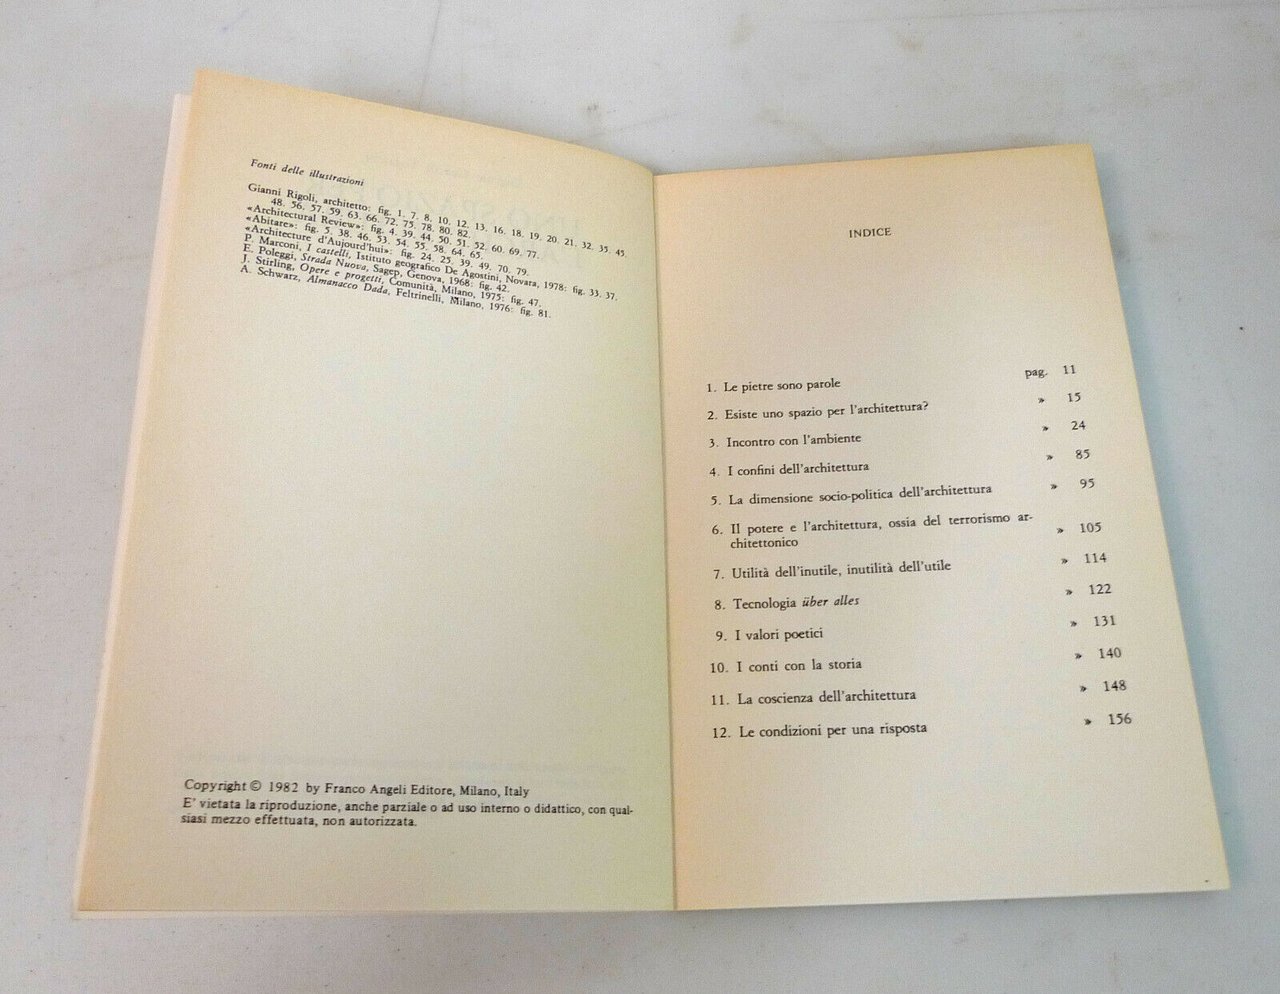 Fonti delle illustrazioni
Gianni Rigoli, architetto: fig. 1. 7. 8. 10. 12. 13. 16. 18. 19. 20. 21. 32. 35. 45.
48. 56. 57. 59. 63. 66. 72. 75. 78. 80. 82.
«Architectural Review»: fig. 4. 39. 44. 50. 51. 52. 60. 69. 77.
«Abitare»: fig. 5. 38. 46. 53. 54. 55. 58. 64. 65.
«Architecture d'Aujourd'hui»: fig. 24. 25. 39. 49. 70. 79.
P. Marconi, I castelli, Istituto geografico De Agostini, Novara, 1978: fig. 33. 37.
E. Poleggi, Strada Nuova, Sagep, Genova, 1968: fig. 42.
J. Stirling, Opere e progetti, Comunità, Milano, 1975: fig. 47.
A. Schwarz, Almanacco Dada, Feltrinelli, Milano, 1976: fig. 81.
Copyright © 1982 by Franco Angeli Editore, Milano, Italy
E' vietata la riproduzione, anche parziale o ad uso interno o didattico, con qual-
siasi mezzo effettuata, non autorizzata.
INDICE
1. Le pietre sono parole pag. 11
2. Esiste uno spazio per l'architettura? » 15
3. Incontro con l'ambiente » 24
4. I confini dell'architettura » 85
5. La dimensione socio-politica dell'architettura » 95
6. Il potere e l'architettura, ossia del terrorismo ar-
chitettonico » 105
7. Utilità dell'inutile, inutilità dell'utile » 114
8. Tecnologia über alles » 122
9. I valori poetici » 131
10. I conti con la storia » 140
11. La coscienza dell'architettura » 148
12. Le condizioni per una risposta » 156